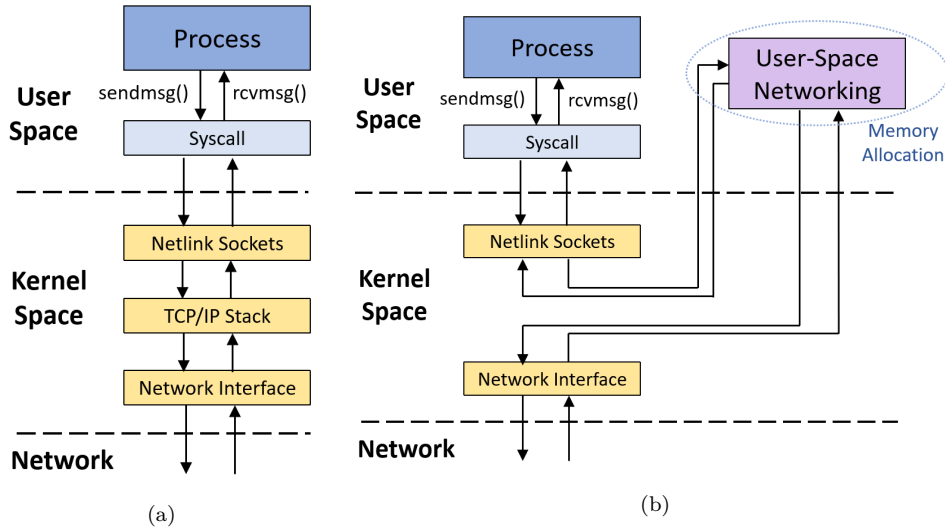 Process
User
Space
sendmsg()
rcvmsg()
Syscall
Netlink Sockets
Kernel
Space
TCP/IP Stack
Network Interface
Network
(a)
Process
User
Space
sendmsg()
rcvmsg()
Syscall
User-Space
Networking
Memory
Allocation
Netlink Sockets
Kernel
Space
Network Interface
Network
(b)